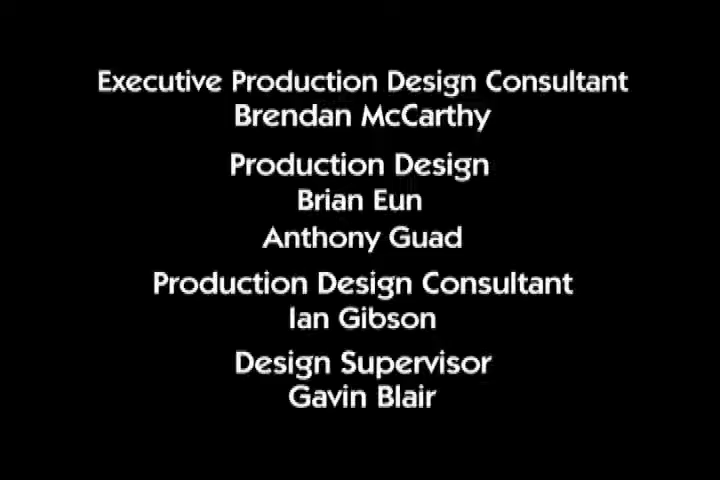 Executive Production Design Consultant
Brendan McCarthy
Production Design
Brian Eun
Anthony Guad
Production Design Consultant
Ian Gibson
Design Supervisor
Gavin Blair